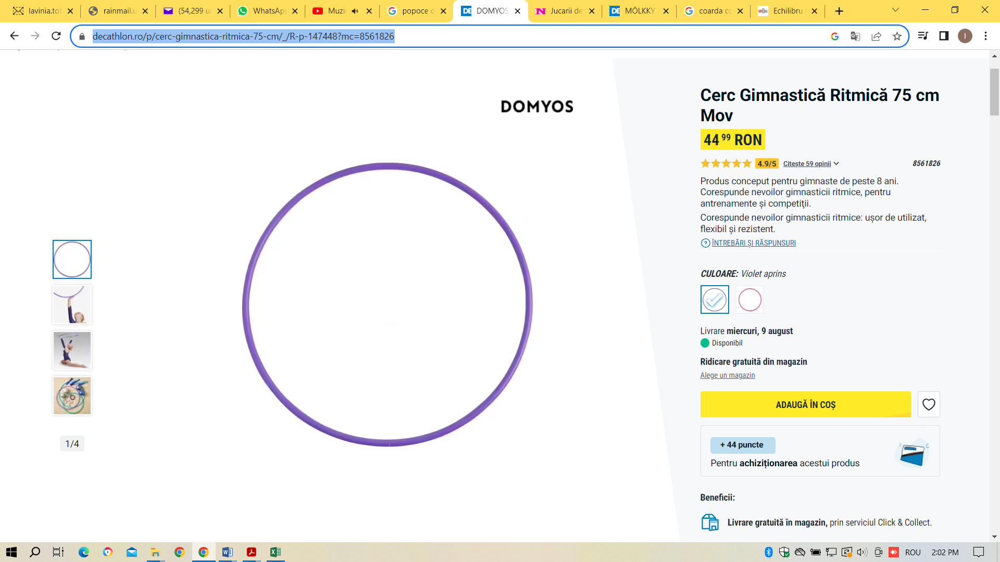 lavinia.tof
rainmail.u
(54,299 u
WhatsApp
Muzic
popoce o
DOMYOS
Jucarii de
MÖLKKY
coarda co
Echilibru
decathlon.ro/p/cerc-gimnastica-ritmica-75-cm/_/R-p-147448?mc=8561826
I
DOMYOS
Cerc Gimnastică Ritmică 75 cm
Mov
44 99 RON
4.9/5 Citește 59 opinii 8561826
Produs conceput pentru gimnaste de peste 8 ani.
Corespunde nevoilor gimnasticii ritmice, pentru
antrenamente și competiţii.
Corespunde nevoilor gimnasticii ritmice: ușor de utilizat,
flexibil și rezistent.
ÎNTREBĂRI ȘI RĂSPUNSURI
CULOARE: Violet aprins
Livrare miercuri, 9 august
Disponibil
Ridicare gratuită din magazin
Alege un magazin
ADAUGĂ ÎN COȘ
+ 44 puncte
Pentru achiziționarea acestui produs
1/4
Beneficii:
Livrare gratuită în magazin, prin serviciul Click & Collect.
ROU 2:02 PM